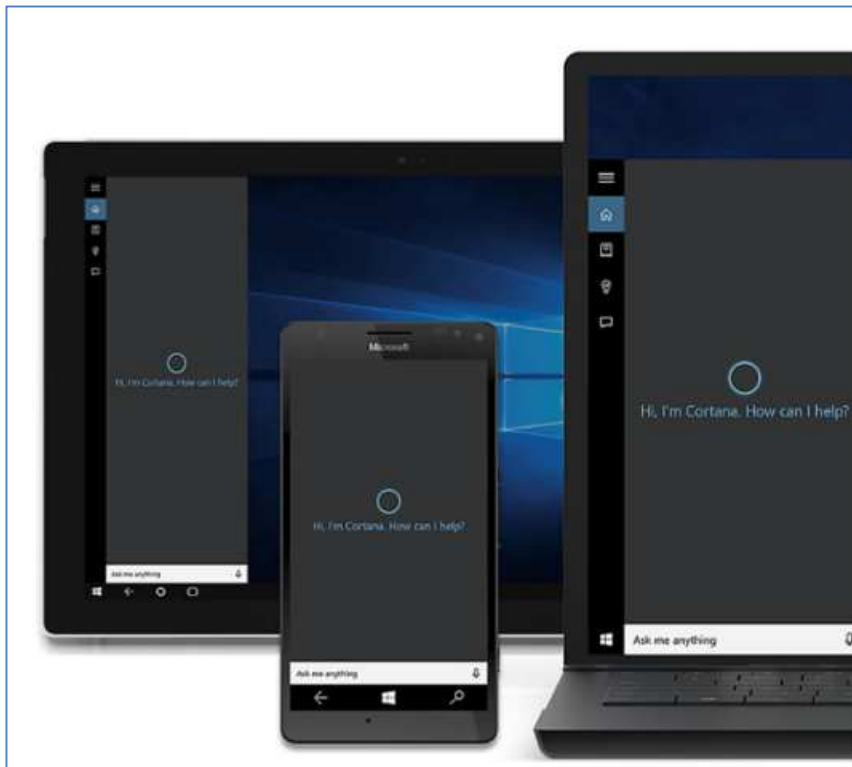 Hi, I'm Cortana. How can I help?
Ask me anything
Microsoft
Hi, I'm Cortana. How can I help?
Ask me anything
Hi, I'm Cortana. How can I help?
Ask me anything